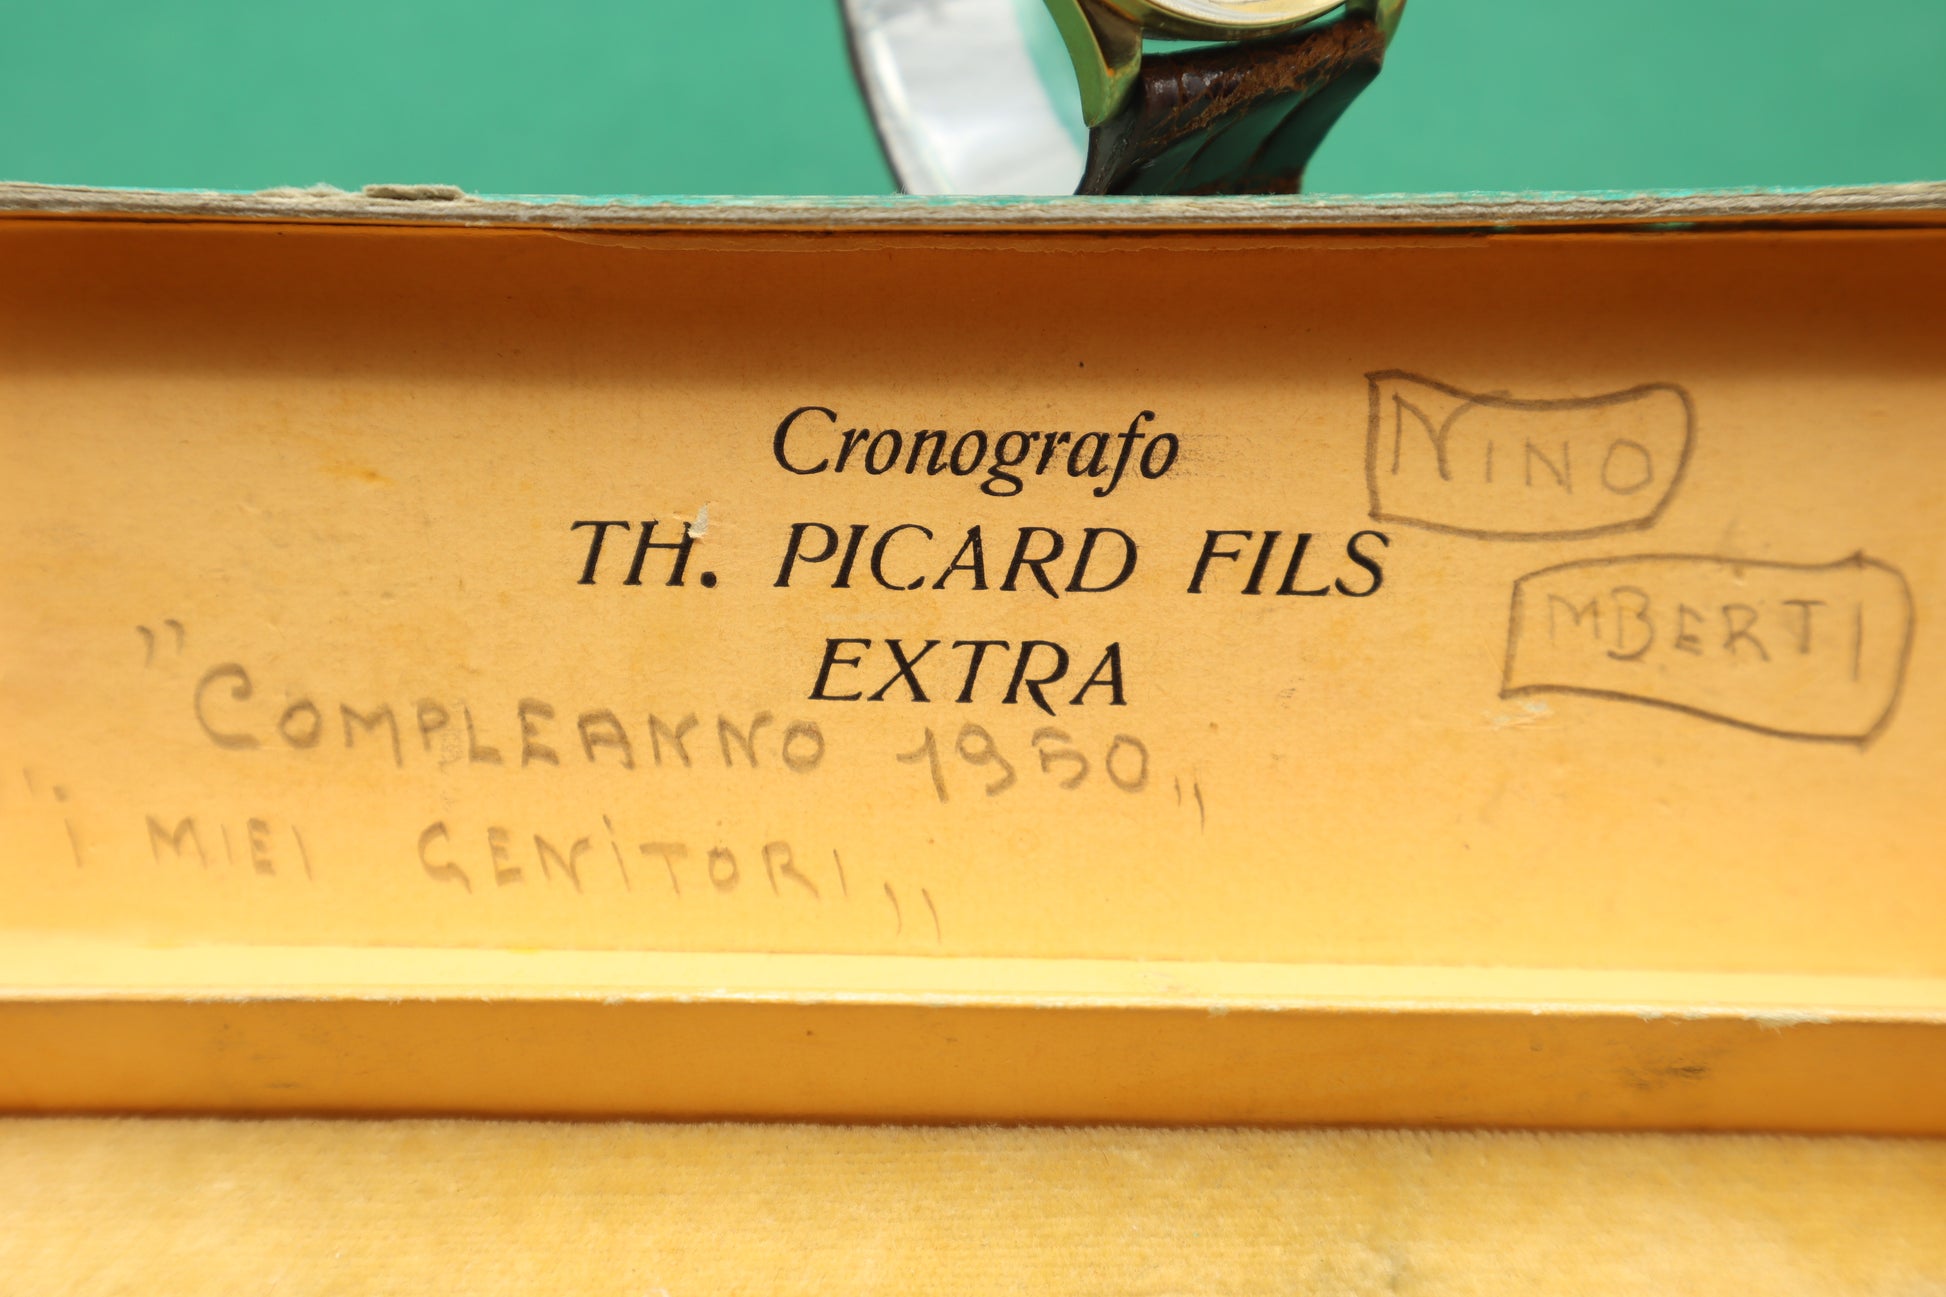 Cronografo
NINO
TH. PICARD FILS
MBERTI
EXTRA
"COMPLEANNO 1950"
"i MIEI GENiTORI"